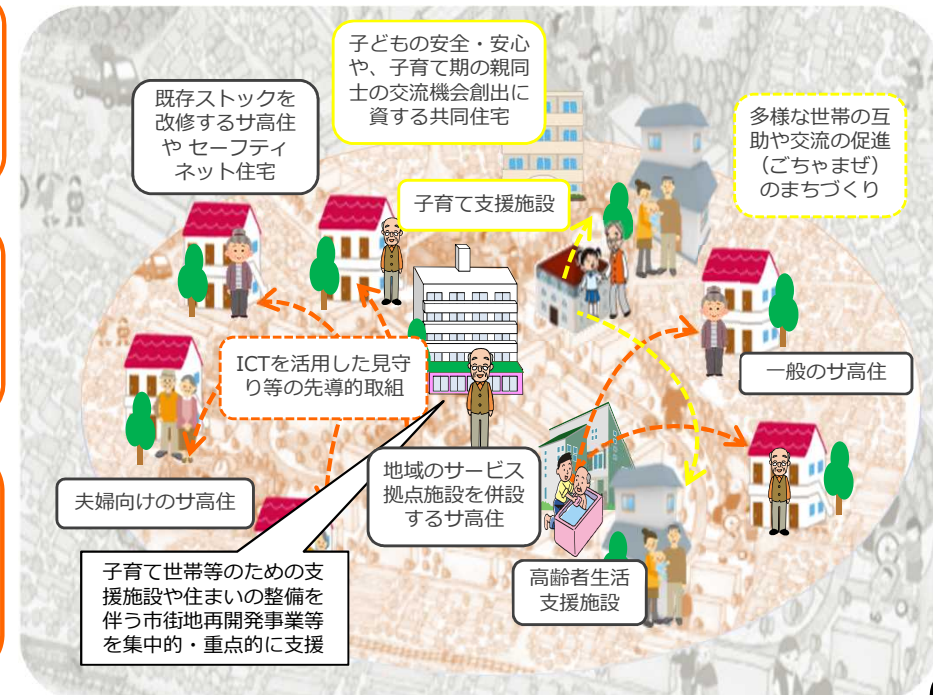 子どもの安全・安心
や、子育て期の親同
士の交流機会創出に
資する共同住宅
既存ストックを
改修するサ高住
や セーフティ
ネット住宅
多様な世帯の互
助や交流の促進
（ごちゃまぜ）
のまちづくり
子育て支援施設
ICTを活用した見守
り等の先導的取組
一般のサ高住
夫婦向けのサ高住
地域のサービス
拠点施設を併設
するサ高住
高齢者生活
支援施設
子育て世帯等のための支
援施設や住まいの整備を
伴う市街地再開発事業等
を集中的・重点的に支援